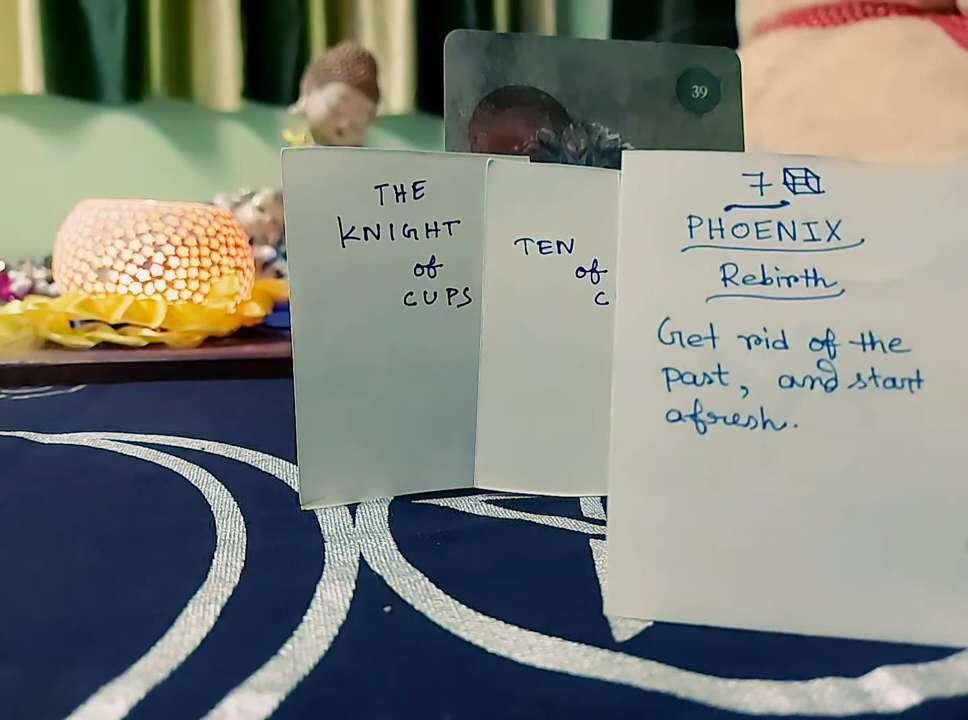 39
THE
KNIGHT
of
CUPS
TEN
of
C
7
PHOENIX
Rebirth
Get rid of the
past, and start
afresh.